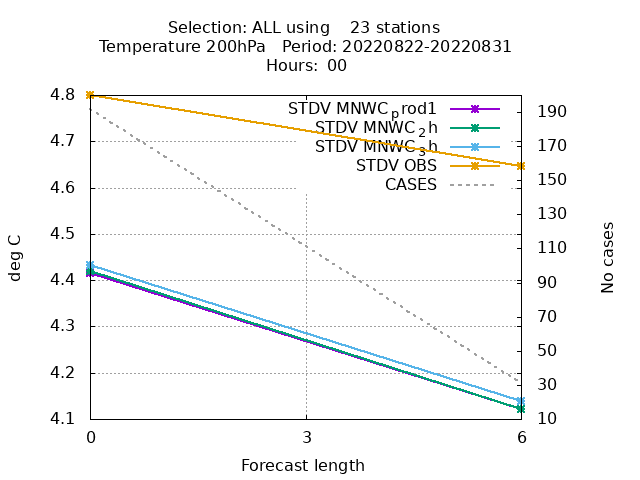 Selection: ALL using 23 stations
Temperature 200hPa Period: 20220822-20220831
Hours: 00
4.8
4.7
4.6
4.5
4.4
4.3
4.2
4.1
deg C
STDV MNWC_prod1
STDV MNWC_2h
STDV MNWC_3h
STDV OBS
CASES
190
170
150
130
110
90
70
50
30
10
No cases
0 3 6
Forecast length